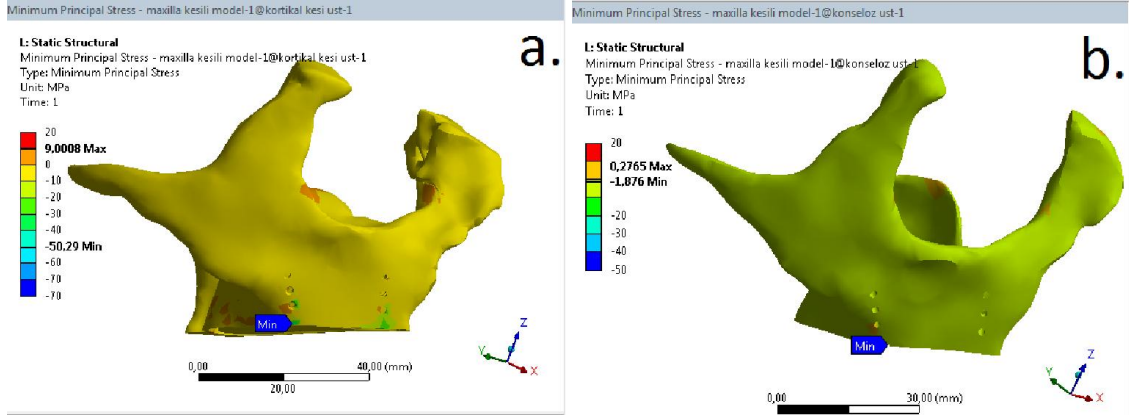 Minimum Principal Stress - maxilla kesili model-1@kortikal kesi ust-1
a.
L: Static Structural
Minimum Principal Stress - maxilla kesili model-1@kortikal kesi ust-1
Type: Minimum Principal Stress
Unit: MPa
Time: 1
20
9.0008 Max
0
-10
-20
-30
-40
-50.29 Min
-60
-70
-70
Min
Z
Y
X
0,00
40,00 (mm)
20,00
Minimum Principal Stress - maxilla kesili model-1@konseloz ust-1
b.
L: Static Structural
Minimum Principal Stress - maxilla kesili model-1@konseloz ust-1
Type: Minimum Principal Stress
Unit: MPa
Time: 1
20
0,2765 Max
-1,876 Min
-20
-30
-40
-50
Min
Z
Y
X
0,00
30,00 (mm)